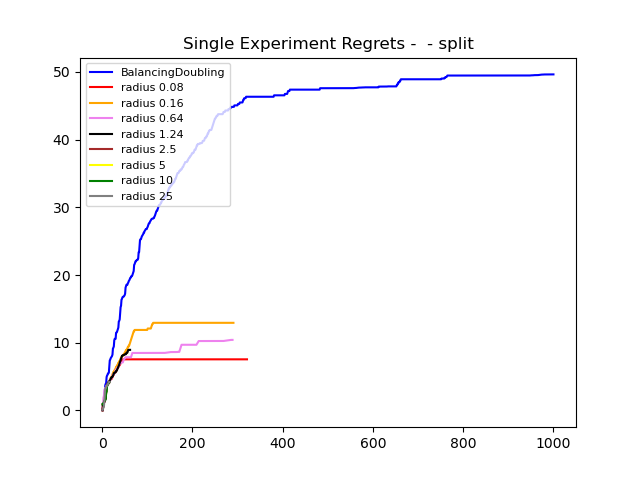 Single Experiment Regrets -  - split
BalancingDoubling
radius 0.08
radius 0.16
radius 0.64
radius 1.24
radius 2.5
radius 5
radius 10
radius 25
50
40
30
20
10
0
0 200 400 600 800 1000